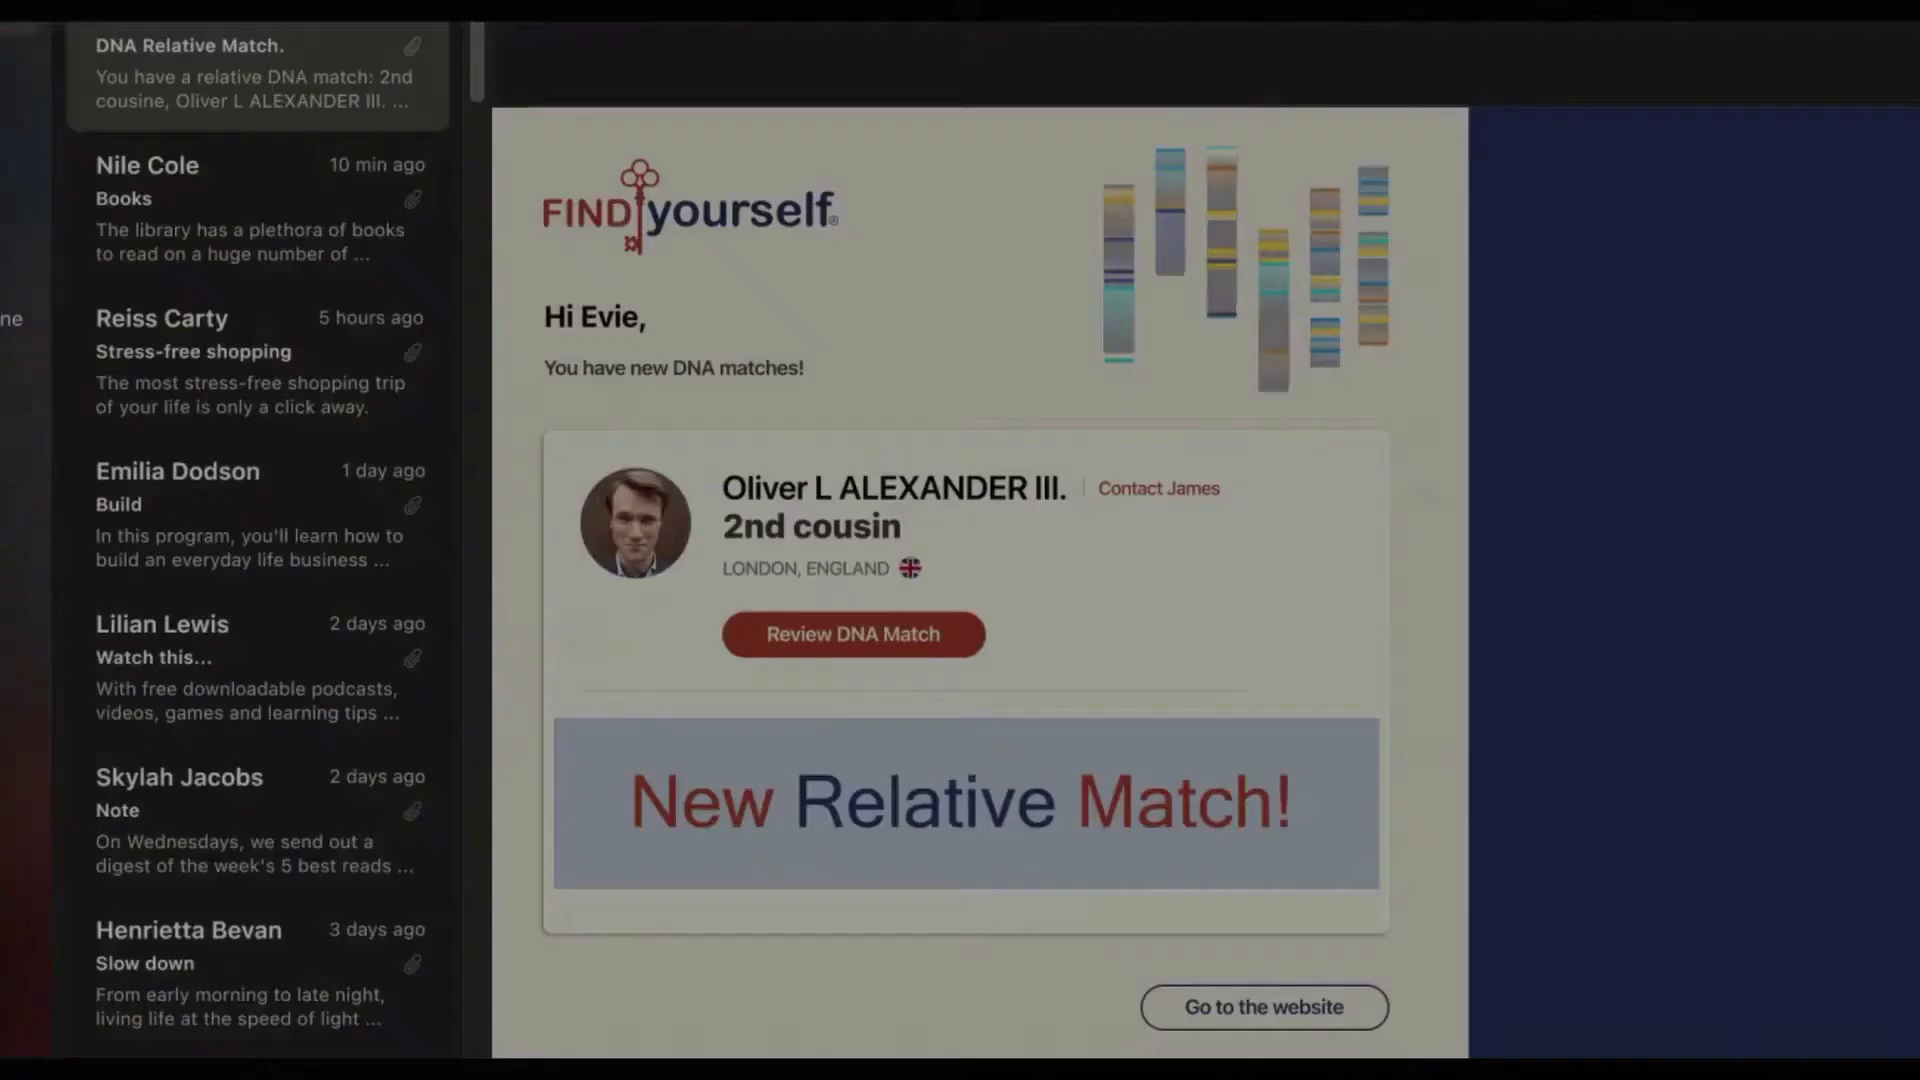 DNA Relative Match.
You have a relative DNA match: 2nd
cousine, Oliver L ALEXANDER III. ...
Nile Cole 10 min ago
Books
The library has a plethora of books
to read on a huge number of ...
ne
Reiss Carty 5 hours ago
Stress-free shopping
The most stress-free shopping trip
of your life is only a click away.
Emilia Dodson 1 day ago
Build
In this program, you'll learn how to
build an everyday life business ...
Lilian Lewis 2 days ago
Watch this...
With free downloadable podcasts,
videos, games and learning tips ...
Skylah Jacobs 2 days ago
Note
On Wednesdays, we send out a
digest of the week's 5 best reads ...
Henrietta Bevan 3 days ago
Slow down
From early morning to late night,
living life at the speed of light ...
FIND yourself®
Hi Evie,
You have new DNA matches!
Oliver L ALEXANDER III. | Contact James
2nd cousin
LONDON, ENGLAND
Review DNA Match
New Relative Match!
Go to the website